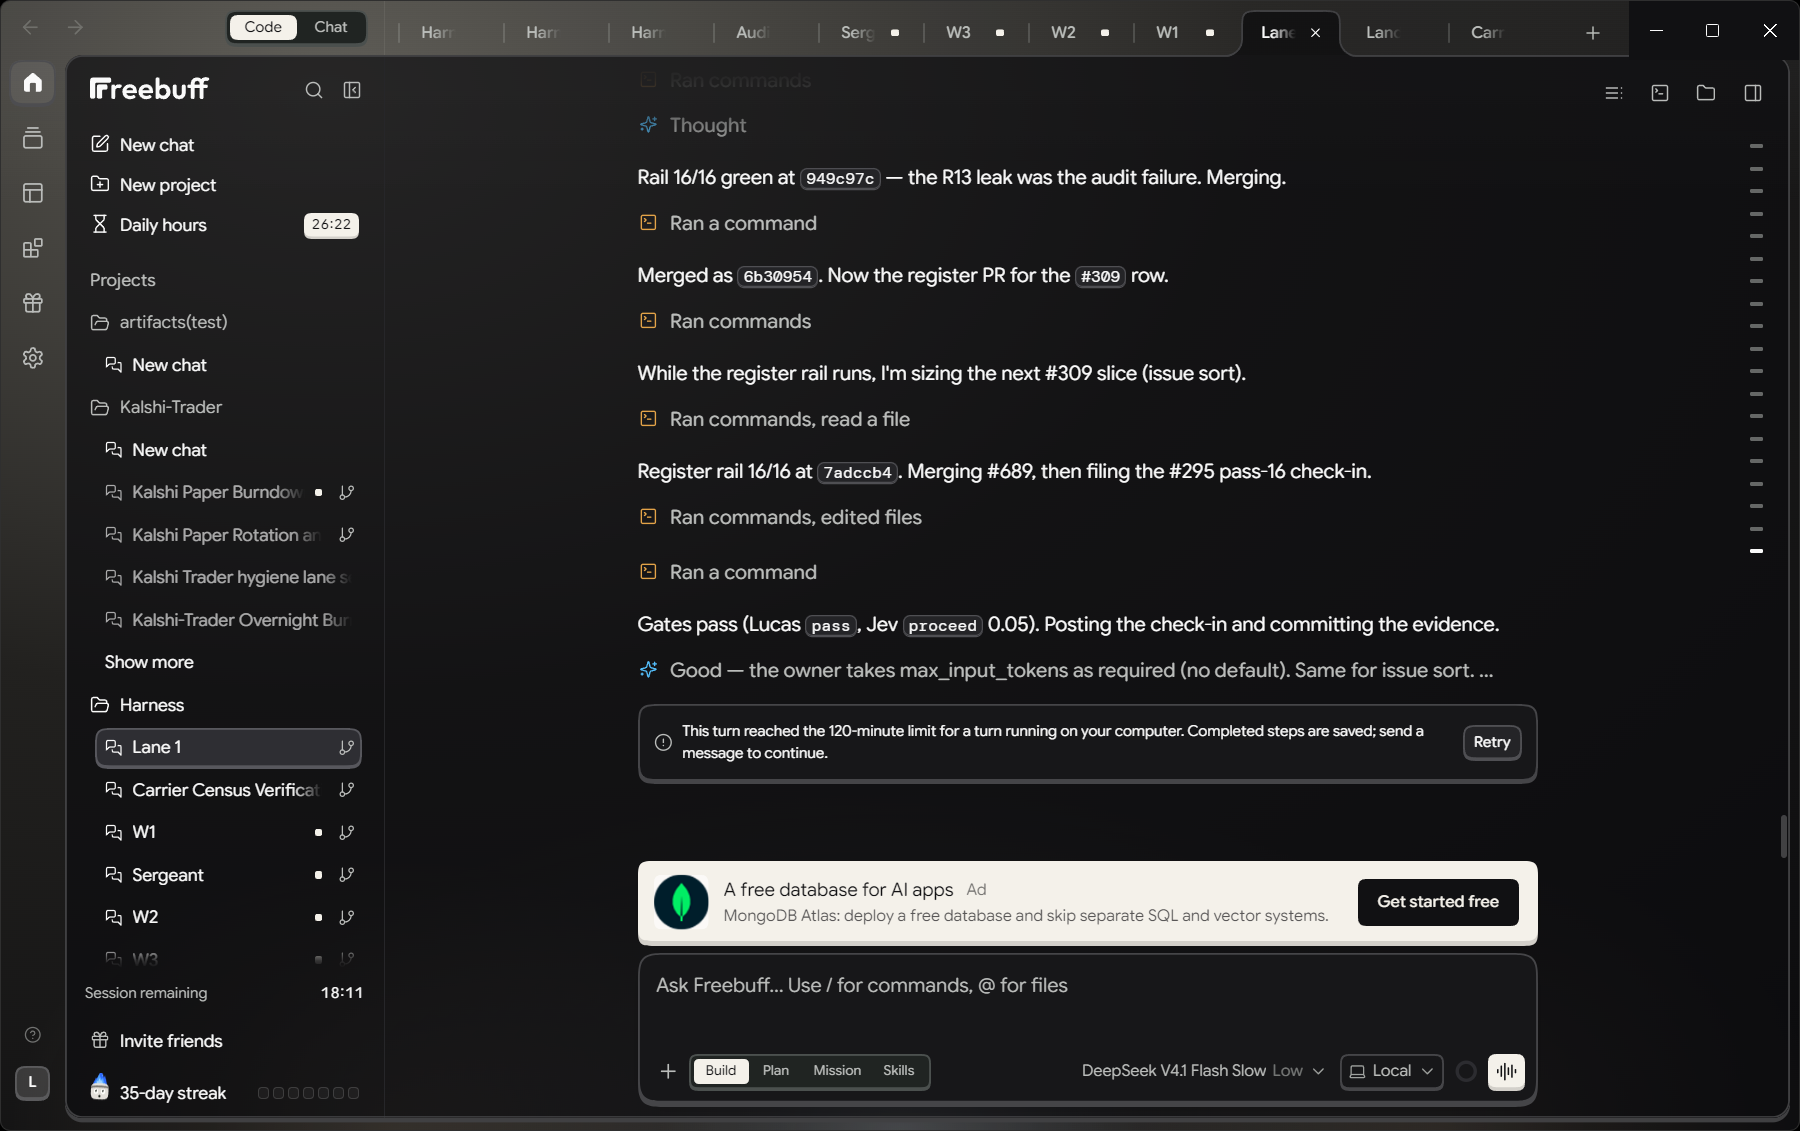 Code
Chat
Harn
Harn
Harn
Audi
Serg
W3
W2
W1
Lane
Land
Carr
Freebuff
New chat
New project
Daily hours
26:22
Projects
artifacts(test)
New chat
Kalshi-Trader
New chat
Kalshi Paper Burndow
Kalshi Paper Rotation an
Kalshi Trader hygiene lane s
Kalshi-Trader Overnight Bur
Show more
Harness
Lane 1
Carrier Census Verificat
W1
Sergeant
W2
W3
Session remaining
18:11
Invite friends
35-day streak
L
Ran commands
Thought
Rail 16/16 green at 949c97c — the R13 leak was the audit failure. Merging.
Ran a command
Merged as 6b30954. Now the register PR for the #309 row.
Ran commands
While the register rail runs, I'm sizing the next #309 slice (issue sort).
Ran commands, read a file
Register rail 16/16 at 7adccb4. Merging #689, then filing the #295 pass-16 check-in.
Ran commands, edited files
Ran a command
Gates pass (Lucas pass, Jev proceed 0.05). Posting the check-in and committing the evidence.
Good — the owner takes max_input_tokens as required (no default). Same for issue sort. ...
This turn reached the 120-minute limit for a turn running on your computer. Completed steps are saved; send a
message to continue.
Retry
A free database for AI apps Ad
MongoDB Atlas: deploy a free database and skip separate SQL and vector systems.
Get started free
Ask Freebuff... Use / for commands, @ for files
Build
Plan
Mission
Skills
DeepSeek V4.1 Flash Slow Low
Local